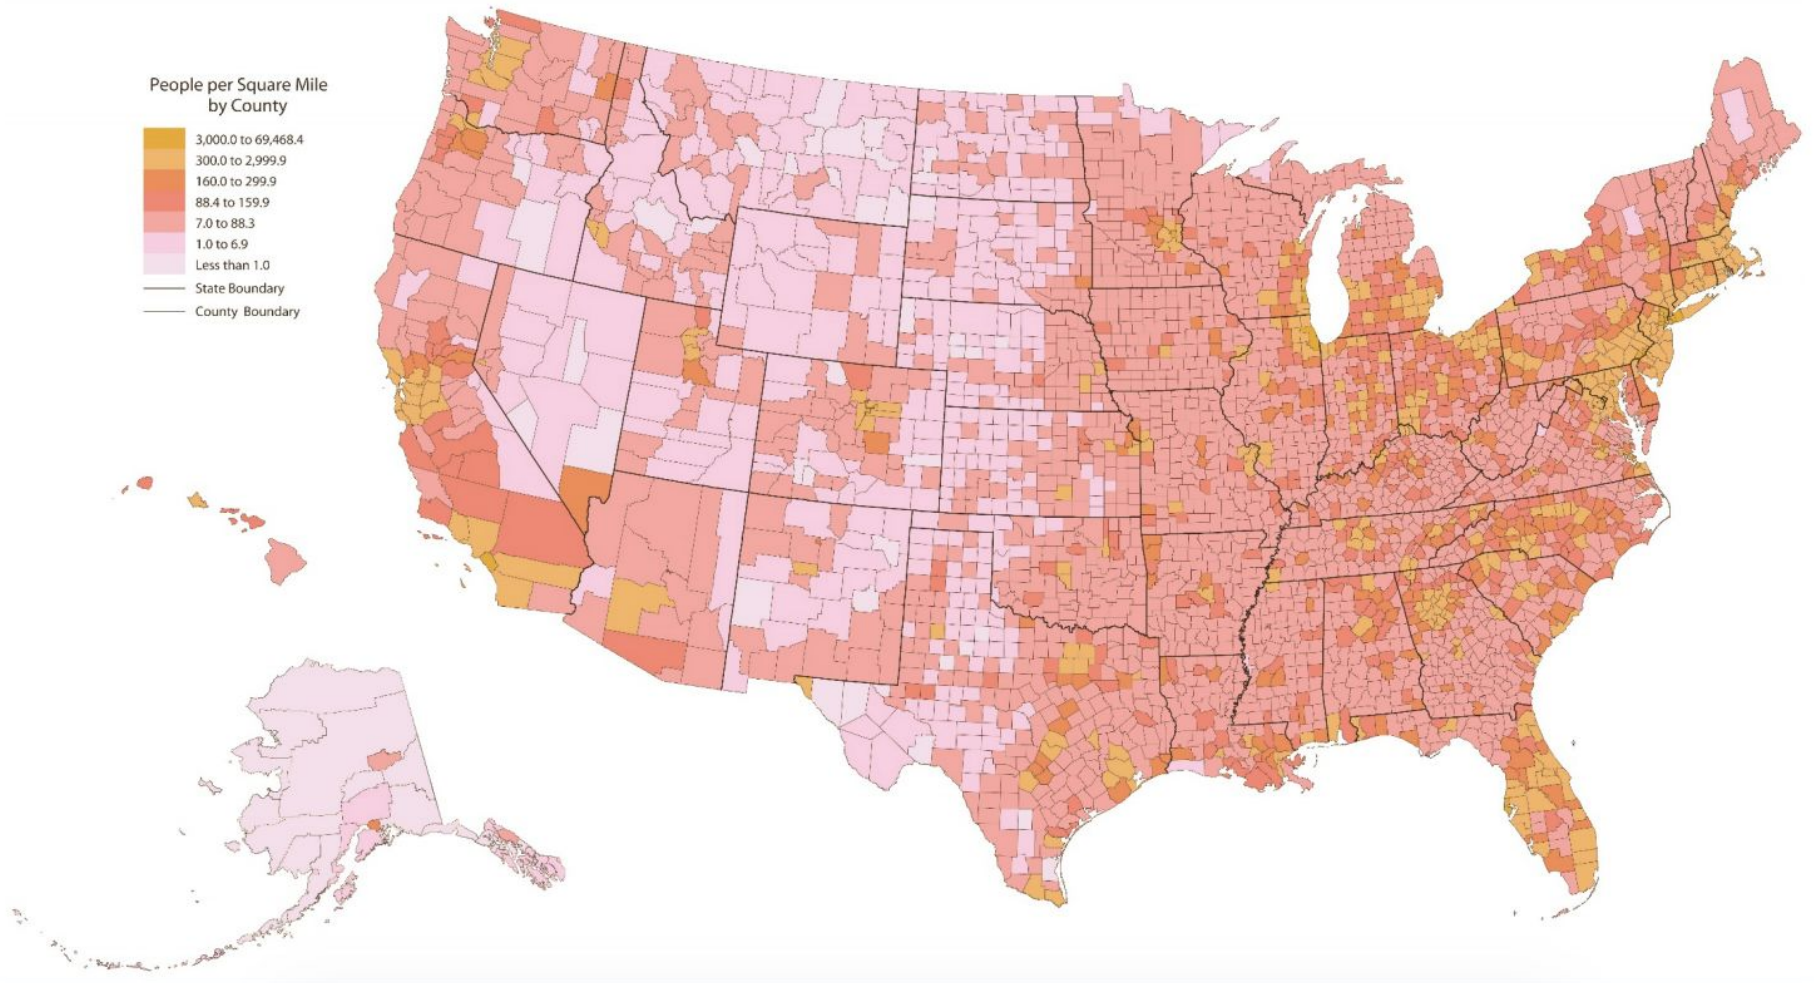 People per Square Mile
by County
3,000.0 to 69,468.4
300.0 to 2,999.9
160.0 to 299.9
88.4 to 159.9
7.0 to 88.3
1.0 to 6.9
Less than 1.0
State Boundary
County Boundary